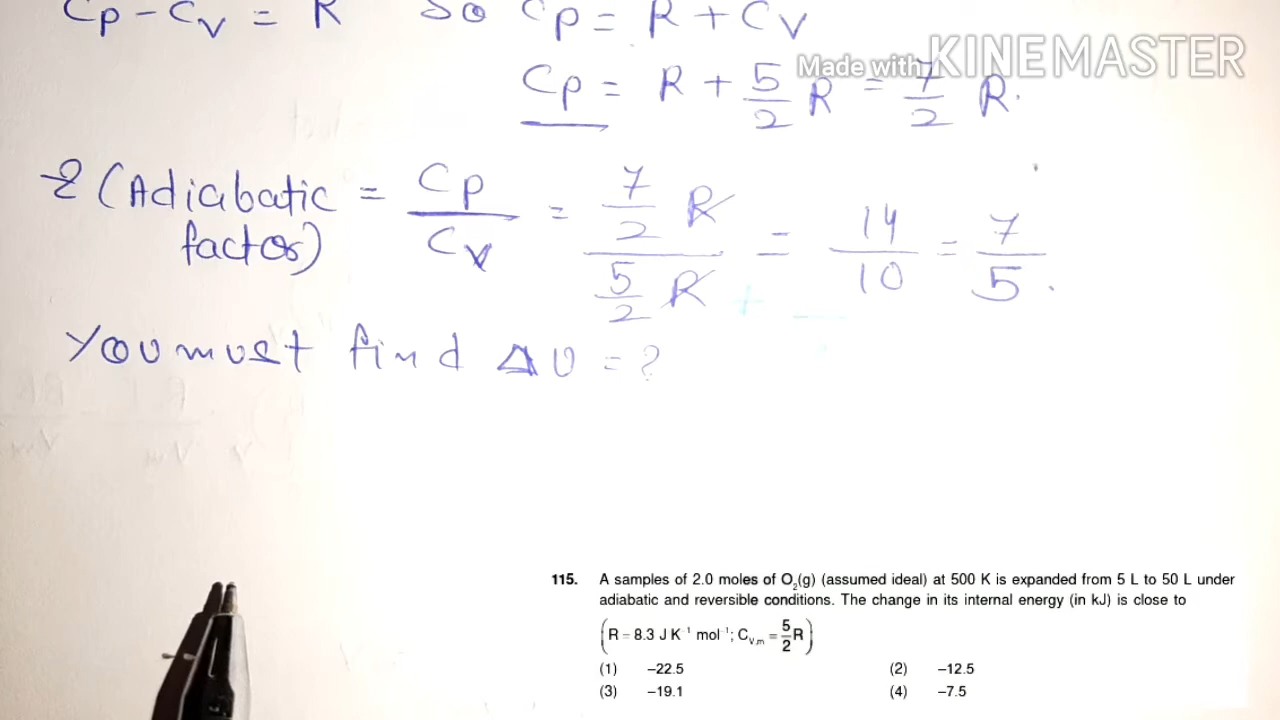 Cp - Cv = R So Cp = R + Cv
Made with KINEMASTER
Cp = R + 5/2 R = 7/2 R.
(Adiabatic factor) = Cp/Cv = 7/2 R / 5/2 R = 14/10 = 7/5.
You must find ΔU = ?
115. A samples of 2.0 moles of O2(g) (assumed ideal) at 500 K is expanded from 5 L to 50 L under
adiabatic and reversible conditions. The change in its internal energy (in kJ) is close to
(R = 8.3 J K⁻¹ mol⁻¹; Cv,m = 5/2 R)
(1) –22.5 (2) –12.5
(3) –19.1 (4) –7.5